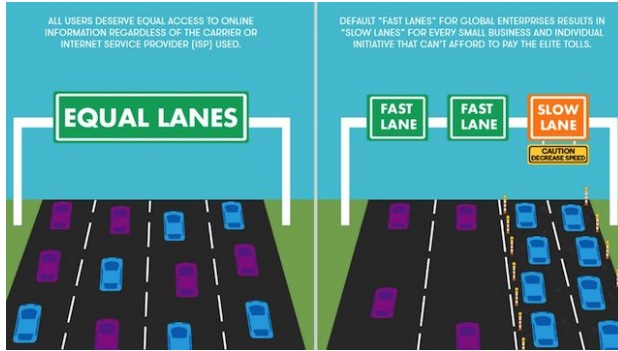 ALL USERS DESERVE EQUAL ACCESS TO ONLINE
INFORMATION REGARDLESS OF THE CARRIER OR
INTERNET SERVICE PROVIDER (ISP) USED.
EQUAL LANES
DEFAULT "FAST LANES" FOR GLOBAL ENTERPRISES RESULTS IN
"SLOW LANES" FOR EVERY SMALL BUSINESS AND INDIVIDUAL
INITIATIVE THAT CAN'T AFFORD TO PAY THE ELITE TOLLS.
FAST
LANE
FAST
LANE
SLOW
LANE
CAUTION
DECREASE SPEED